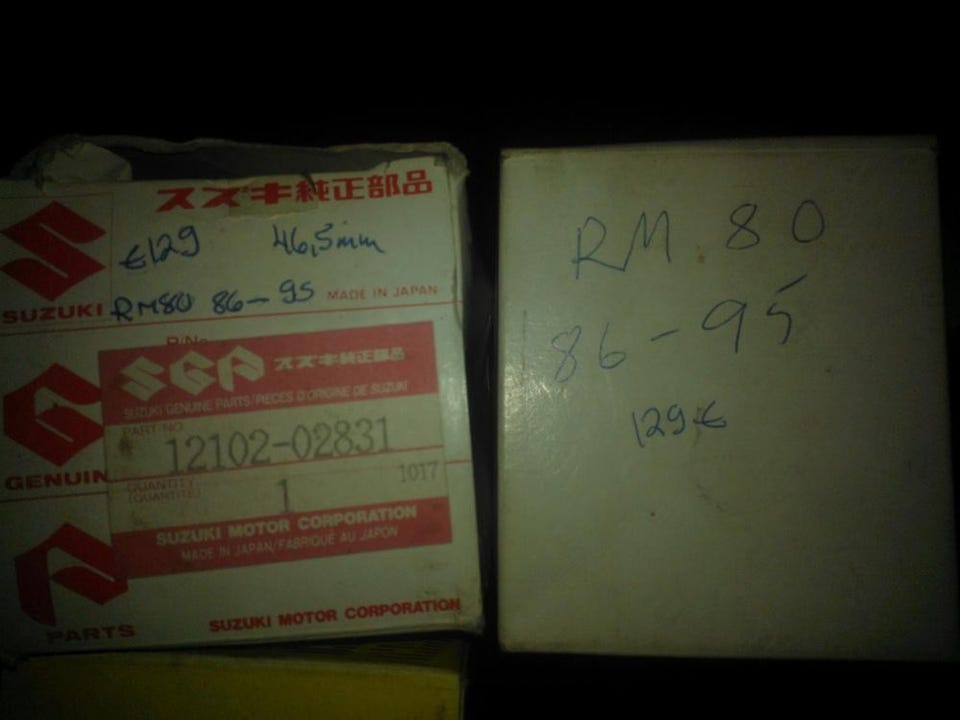 スズキ純正部品
€129 46,5mm
SUZUKI RM80 86-95 MADE IN JAPAN
P/No.
SGP スズキ純正部品
SUZUKI GENUINE PARTS/PIECES D'ORIGINE DE SUZUKI
PART NO.
12102-02831
GENUIN
QUANTITY
(QUANTITÉ)
1
1017
SUZUKI MOTOR CORPORATION
MADE IN JAPAN/FABRIQUE AU JAPON
PARTS
SUZUKI MOTOR CORPORATION
RM 80
86-95
129€